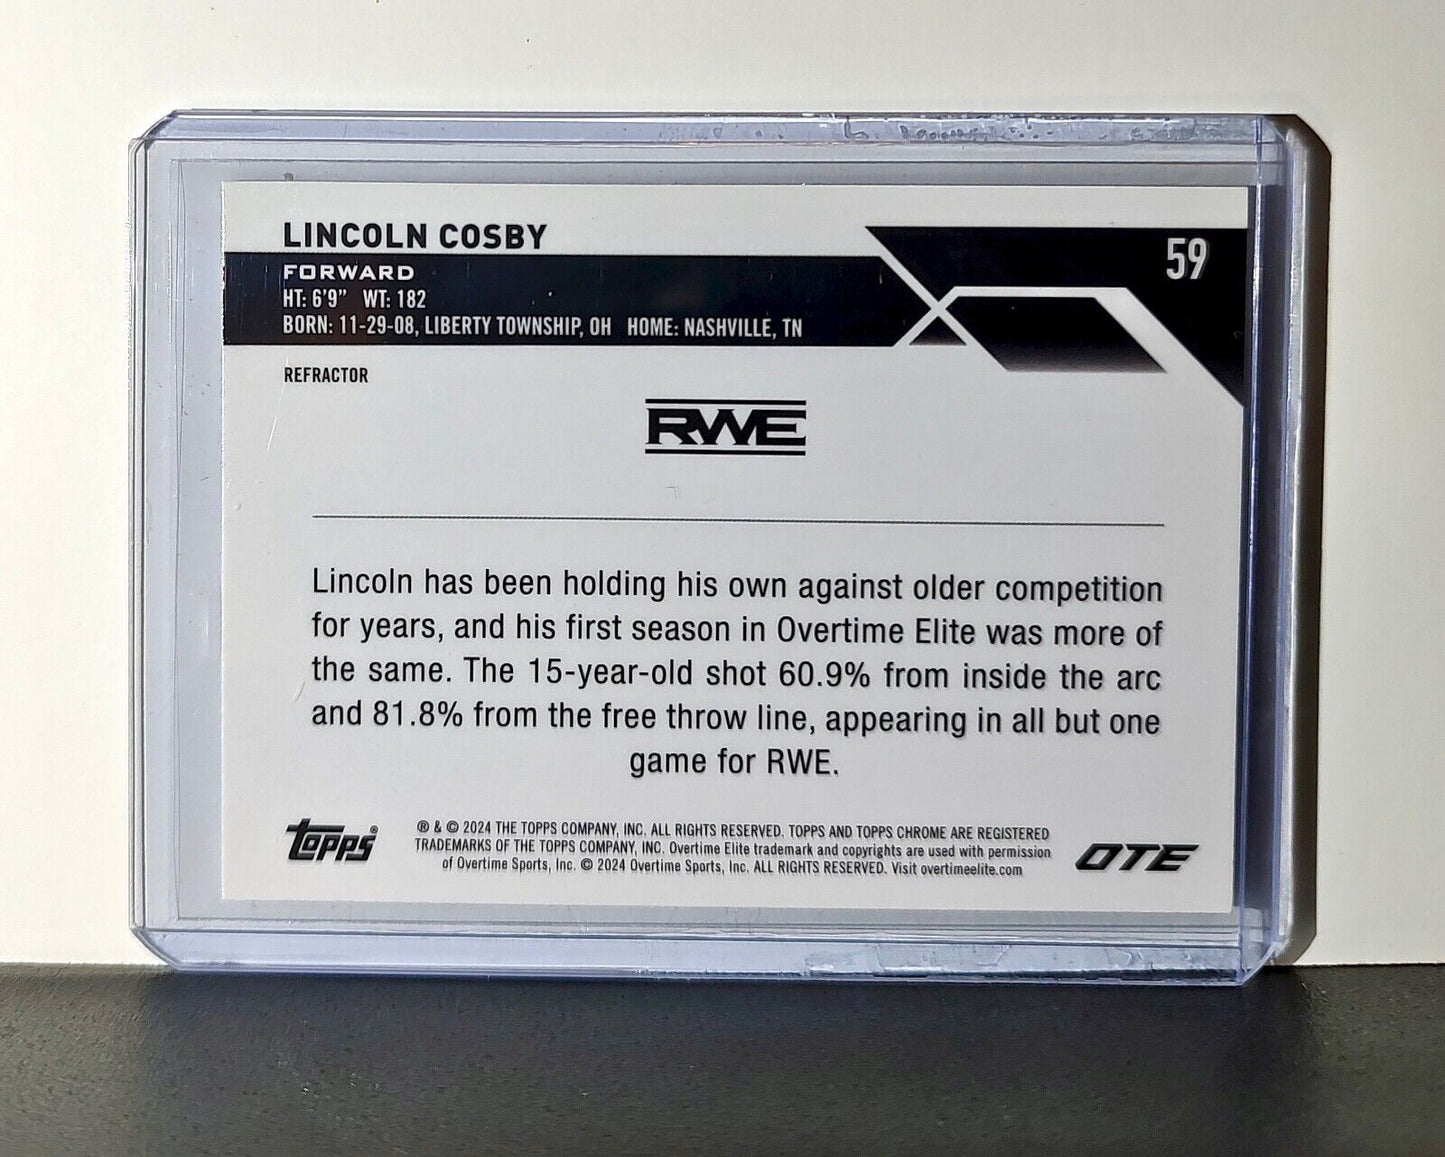 LINCOLN COSBY
59
FORWARD
HT: 6'9" WT: 182
BORN: 11-29-08, LIBERTY TOWNSHIP, OH HOME: NASHVILLE, TN
REFRACTOR
RWE
Lincoln has been holding his own against older competition
for years, and his first season in Overtime Elite was more of
the same. The 15-year-old shot 60.9% from inside the arc
and 81.8% from the free throw line, appearing in all but one
game for RWE.
topps®
® & © 2024 THE TOPPS COMPANY, INC. ALL RIGHTS RESERVED. TOPPS AND TOPPS CHROME ARE REGISTERED
TRADEMARKS OF THE TOPPS COMPANY, INC. Overtime Elite trademark and copyrights are used with permission
of Overtime Sports, Inc. © 2024 Overtime Sports, Inc. ALL RIGHTS RESERVED. Visit overtimeelite.com
OTE